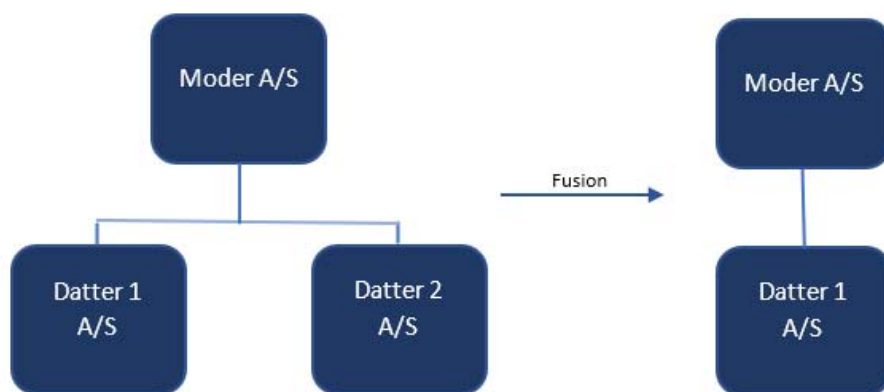 Moder A/S
Moder A/S
Fusion
Datter 1
A/S
Datter 2
A/S
Datter 1
A/S